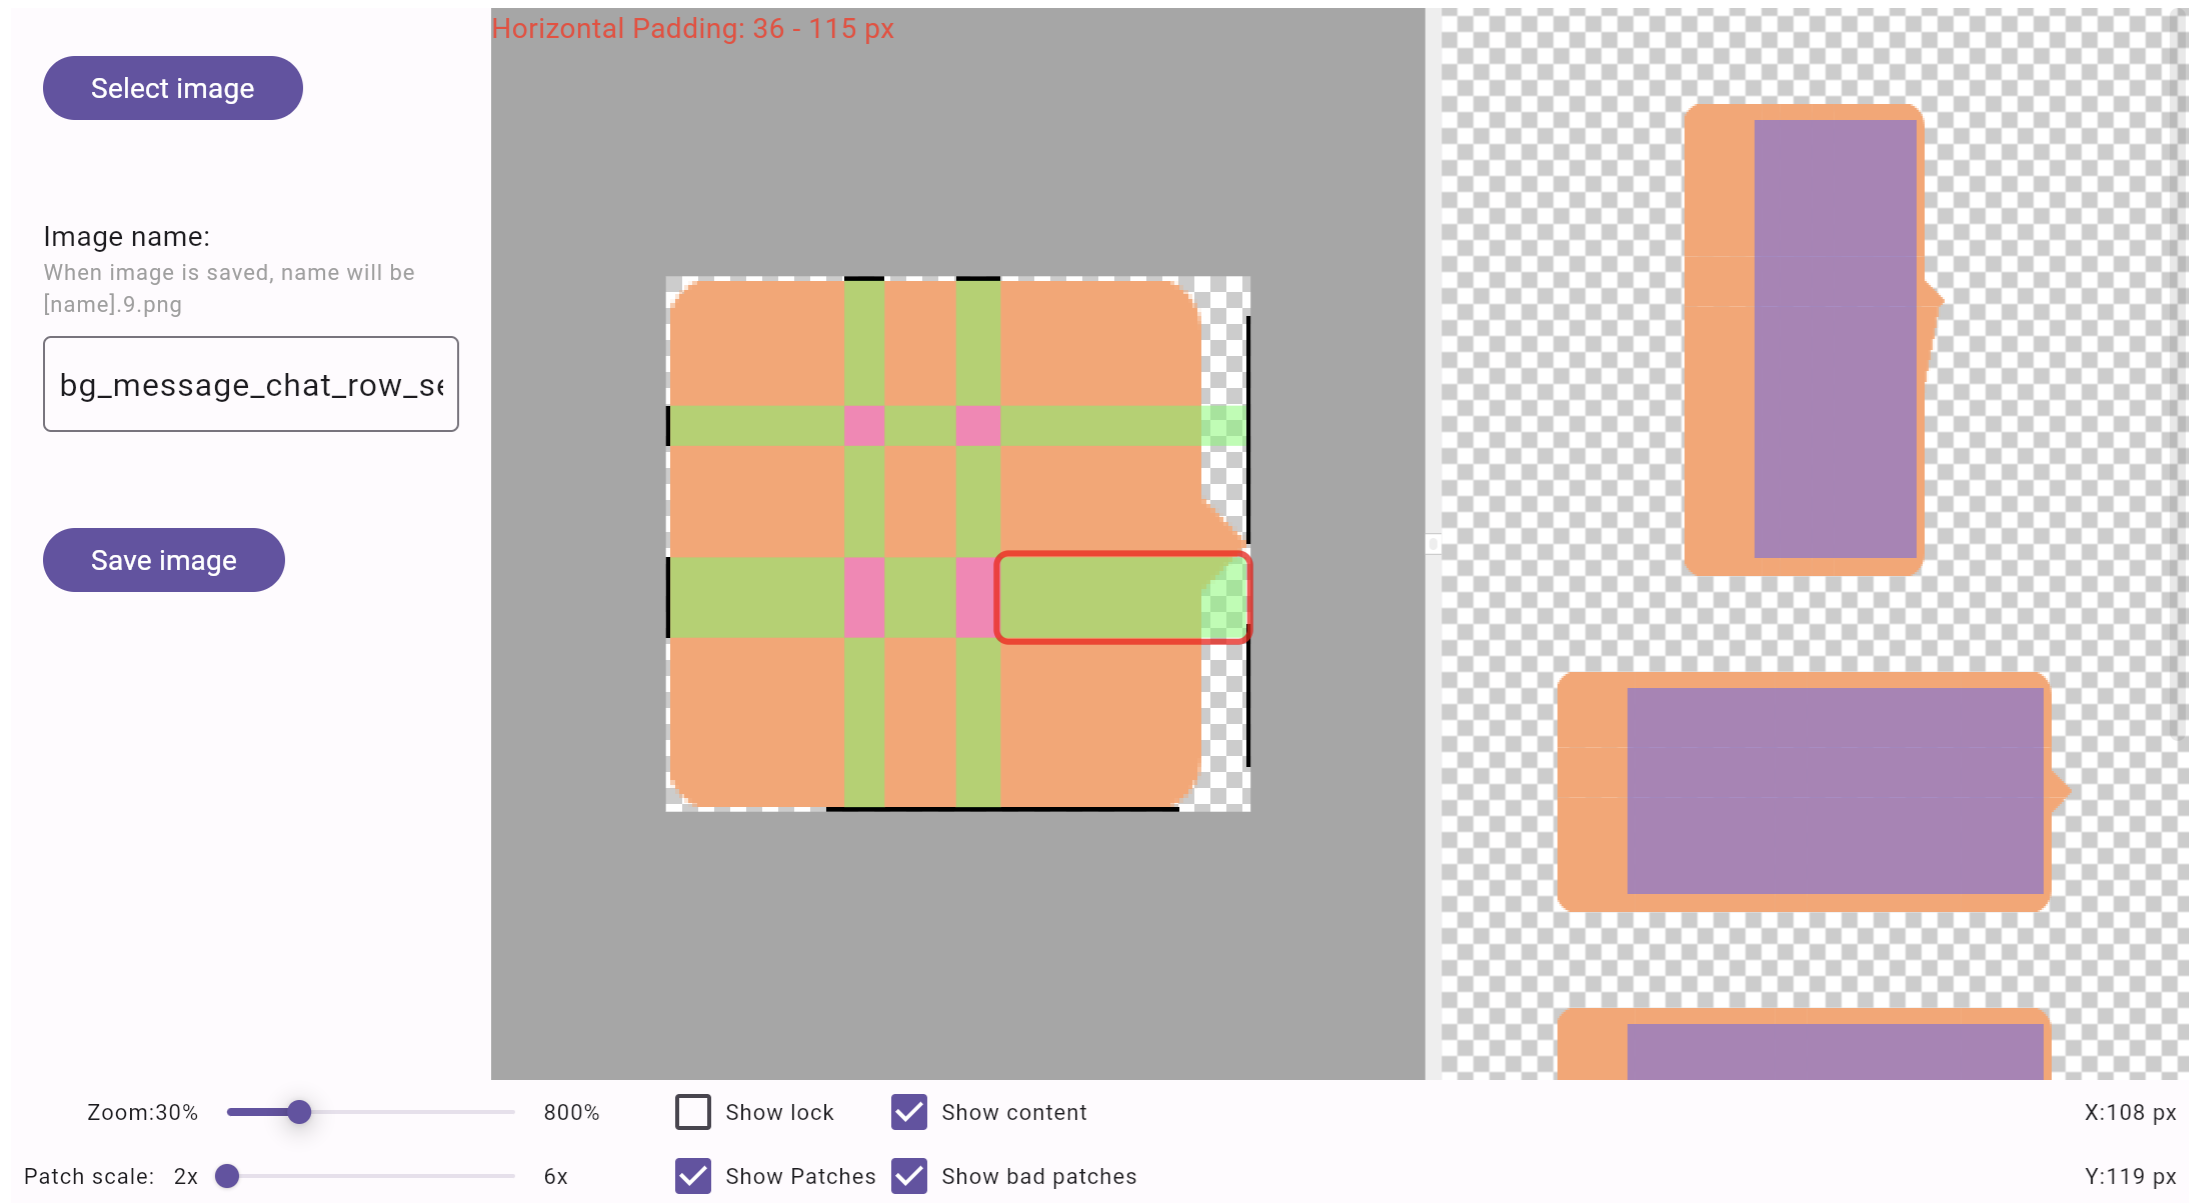 Horizontal Padding: 36 - 115 px
Select image
Image name:
When image is saved, name will be
[name].9.png
bg_message_chat_row_se
Save image
Zoom:30%
800%
Show lock
Show content
X:108 px
Patch scale: 2x
6x
Show Patches
Show bad patches
Y:119 px